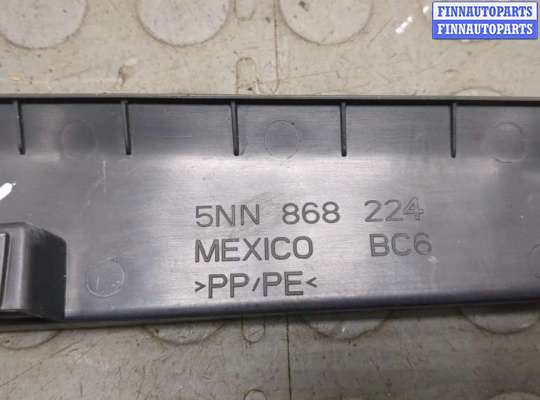 FINNAUTOPARTS
FINNAUTOPARTS
5NN 868 224
MEXICO BC6
>PP/PE<